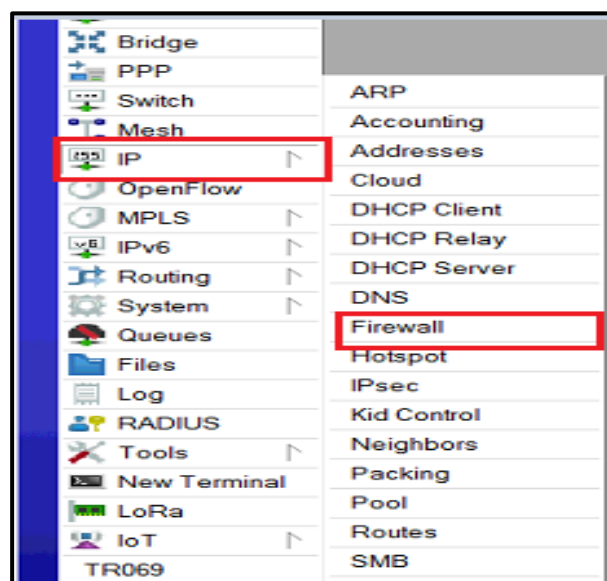 Bridge
PPP
Switch
Mesh
IP
OpenFlow
MPLS
IPv6
Routing
System
Queues
Files
Log
RADIUS
Tools
New Terminal
LoRa
IoT
TR069
ARP
Accounting
Addresses
Cloud
DHCP Client
DHCP Relay
DHCP Server
DNS
Firewall
Hotspot
IPsec
Kid Control
Neighbors
Packing
Pool
Routes
SMB